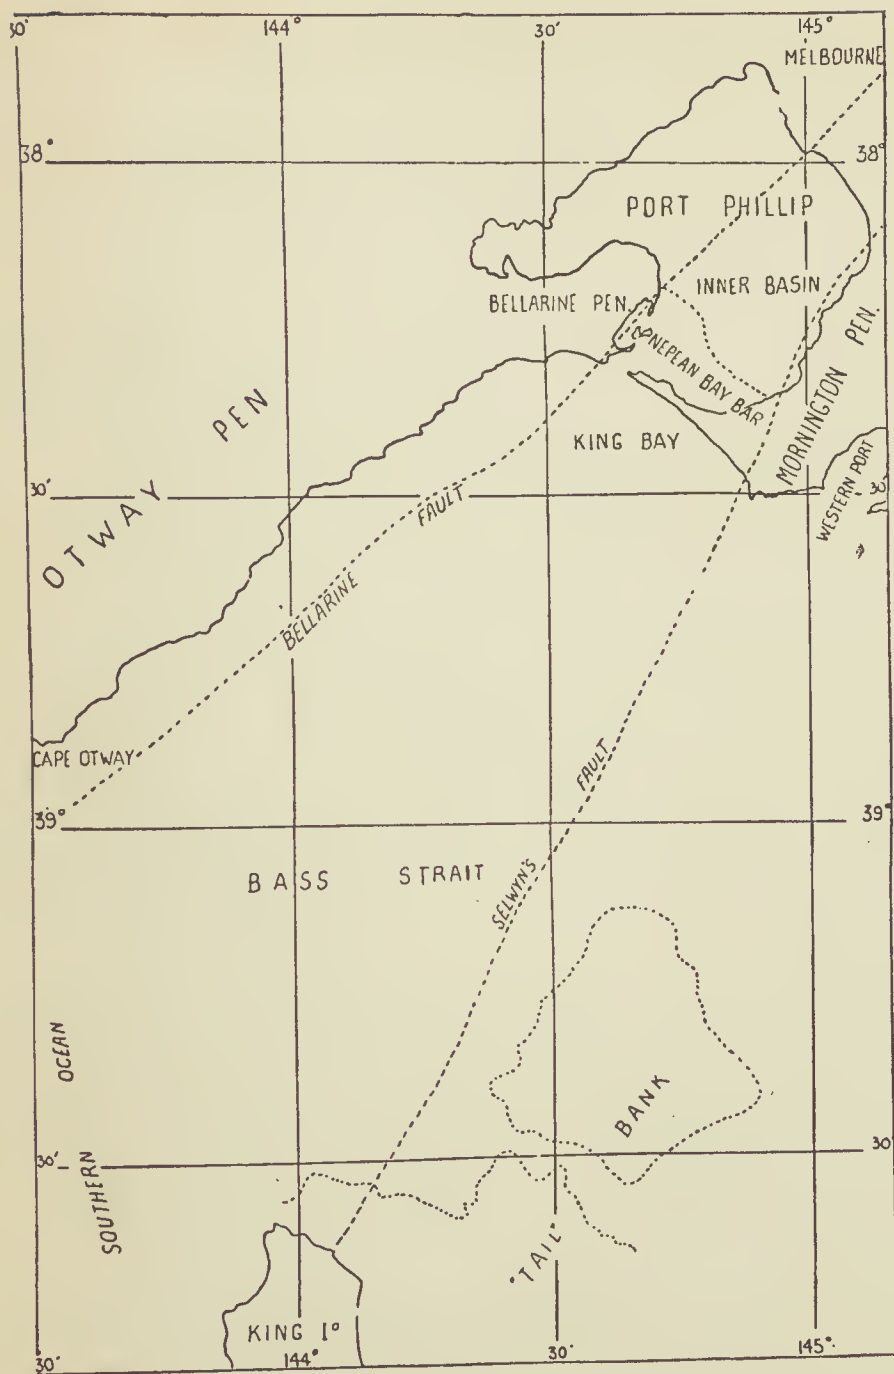 30′ 144° 30′ 145°
MELBOURNE
38° 38°
PORT PHILLIP
INNER BASIN
BELLARINE PEN.
NEPEAN BAY BAR
MORNINGTON PEN.
KING BAY
WESTERN PORT
OTWAY PEN
30′ 30′
FAULT
BELLARINE
CAPE OTWAY
FAULT
39° 39°
BASS STRAIT
SELWYN'S
SOUTHERN OCEAN
BANK
30′ 30′
"TAIL"
KING I°
30′ 144° 30′ 145°